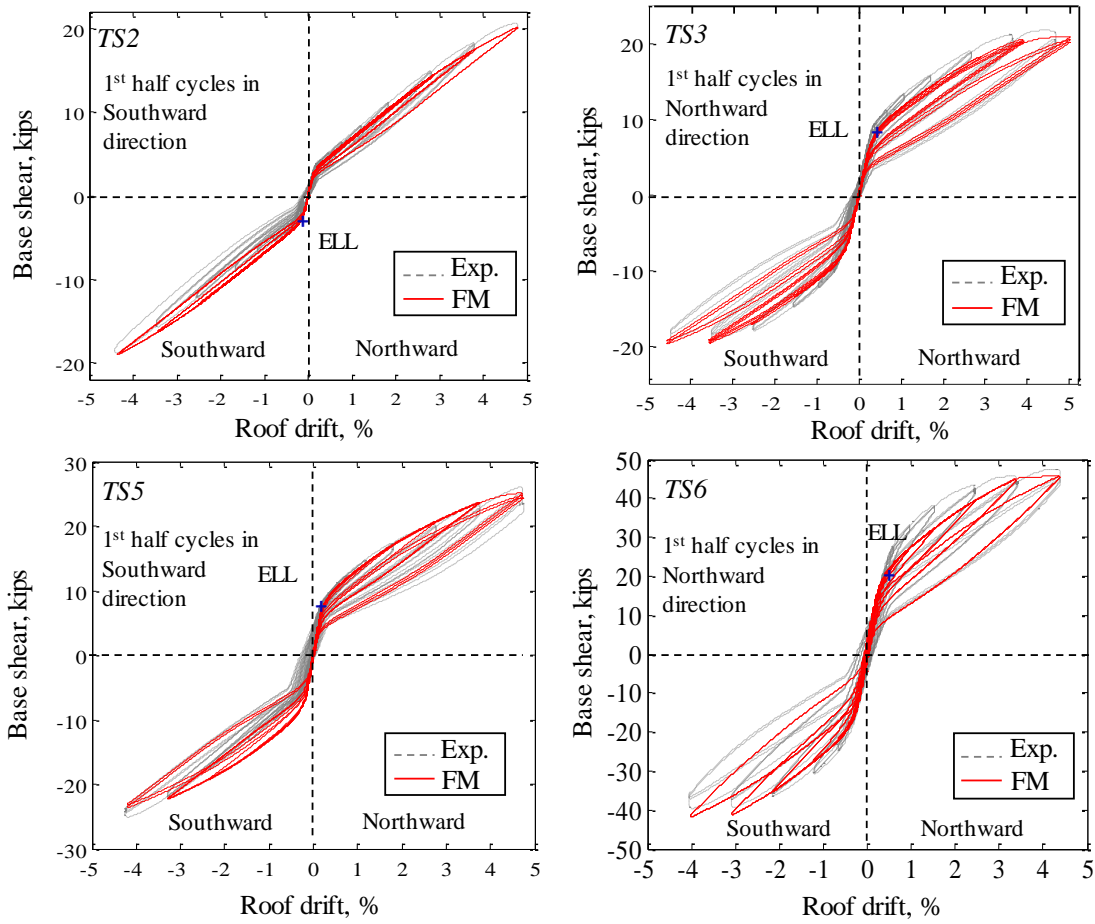 TS2
1st half cycles in
Southward
direction
ELL
Exp.
FM
Southward
Northward
20
10
0
-10
-20
-5 -4 -3 -2 -1 0 1 2 3 4 5
Base shear, kips
Roof drift, %
TS3
1st half cycles in
Northward
direction
ELL
Exp.
FM
Southward
Northward
20
10
0
-10
-20
-5 -4 -3 -2 -1 0 1 2 3 4 5
Base shear, kips
Roof drift, %
TS5
1st half cycles in
Southward
direction
ELL
Exp.
FM
Southward
Northward
30
20
10
0
-10
-20
-30
-5 -4 -3 -2 -1 0 1 2 3 4 5
Base shear, kips
Roof drift, %
TS6
1st half cycles in
Northward
direction
ELL
Exp.
FM
Southward
Northward
50
40
30
20
10
0
-10
-20
-30
-40
-50
-5 -4 -3 -2 -1 0 1 2 3 4 5
Base shear, kips
Roof drift, %